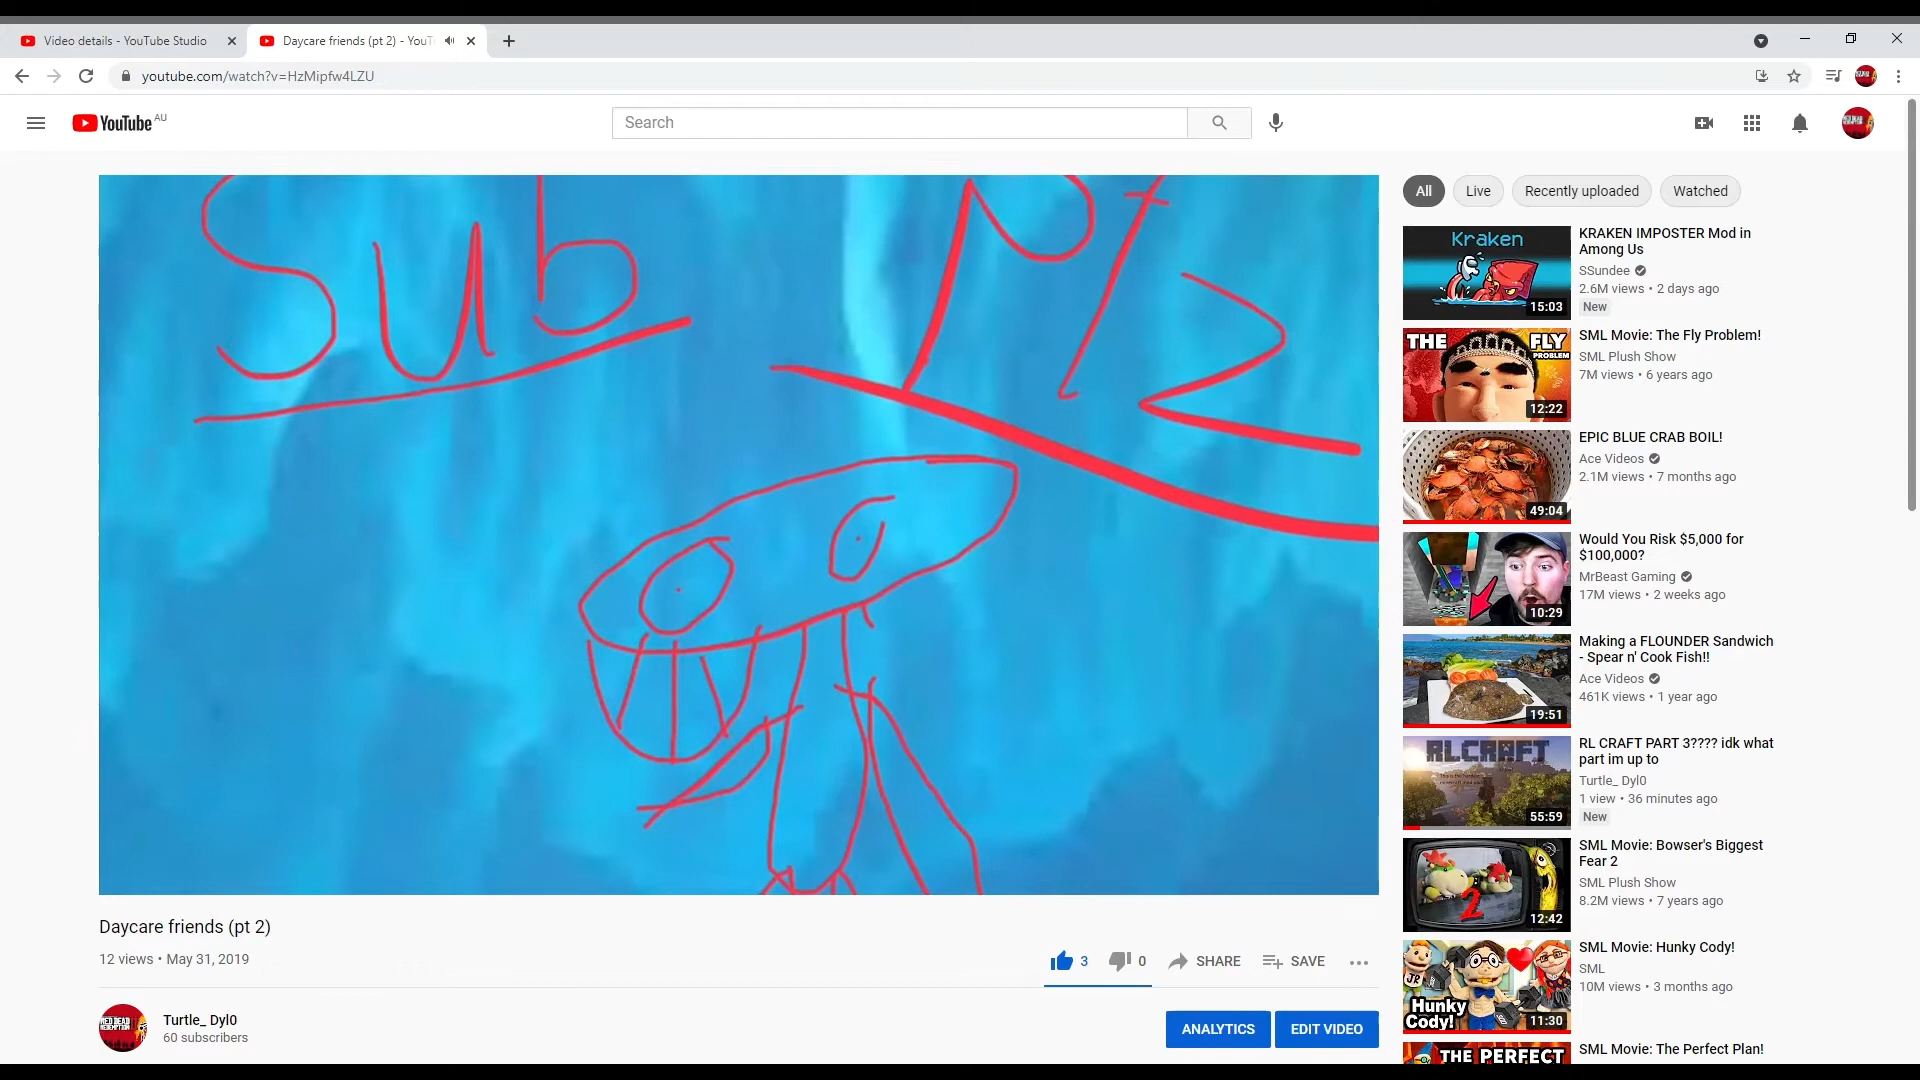 Video details - YouTube Studio
Daycare friends (pt 2) - YouT
youtube.com/watch?v=HzMipfw4LZU
YouTube AU
Search
Sub
Pt 2
Daycare friends (pt 2)
12 views • May 31, 2019
3
0
SHARE
SAVE
Turtle_ Dyl0
60 subscribers
ANALYTICS
EDIT VIDEO
All
Live
Recently uploaded
Watched
Kraken
15:03
KRAKEN IMPOSTER Mod in
Among Us
SSundee
2.6M views • 2 days ago
New
THE FLY
PROBLEM
12:22
SML Movie: The Fly Problem!
SML Plush Show
7M views • 6 years ago
49:04
EPIC BLUE CRAB BOIL!
Ace Videos
2.1M views • 7 months ago
10:29
Would You Risk $5,000 for
$100,000?
MrBeast Gaming
17M views • 2 weeks ago
19:51
Making a FLOUNDER Sandwich
- Spear n' Cook Fish!!
Ace Videos
461K views • 1 year ago
RLCRAFT
55:59
RL CRAFT PART 3???? idk what
part im up to
Turtle_ Dyl0
1 view • 36 minutes ago
New
2
12:42
SML Movie: Bowser's Biggest
Fear 2
SML Plush Show
8.2M views • 7 years ago
JR
Hunky
Cody!
11:30
SML Movie: Hunky Cody!
SML
10M views • 3 months ago
THE PERFECT
SML Movie: The Perfect Plan!